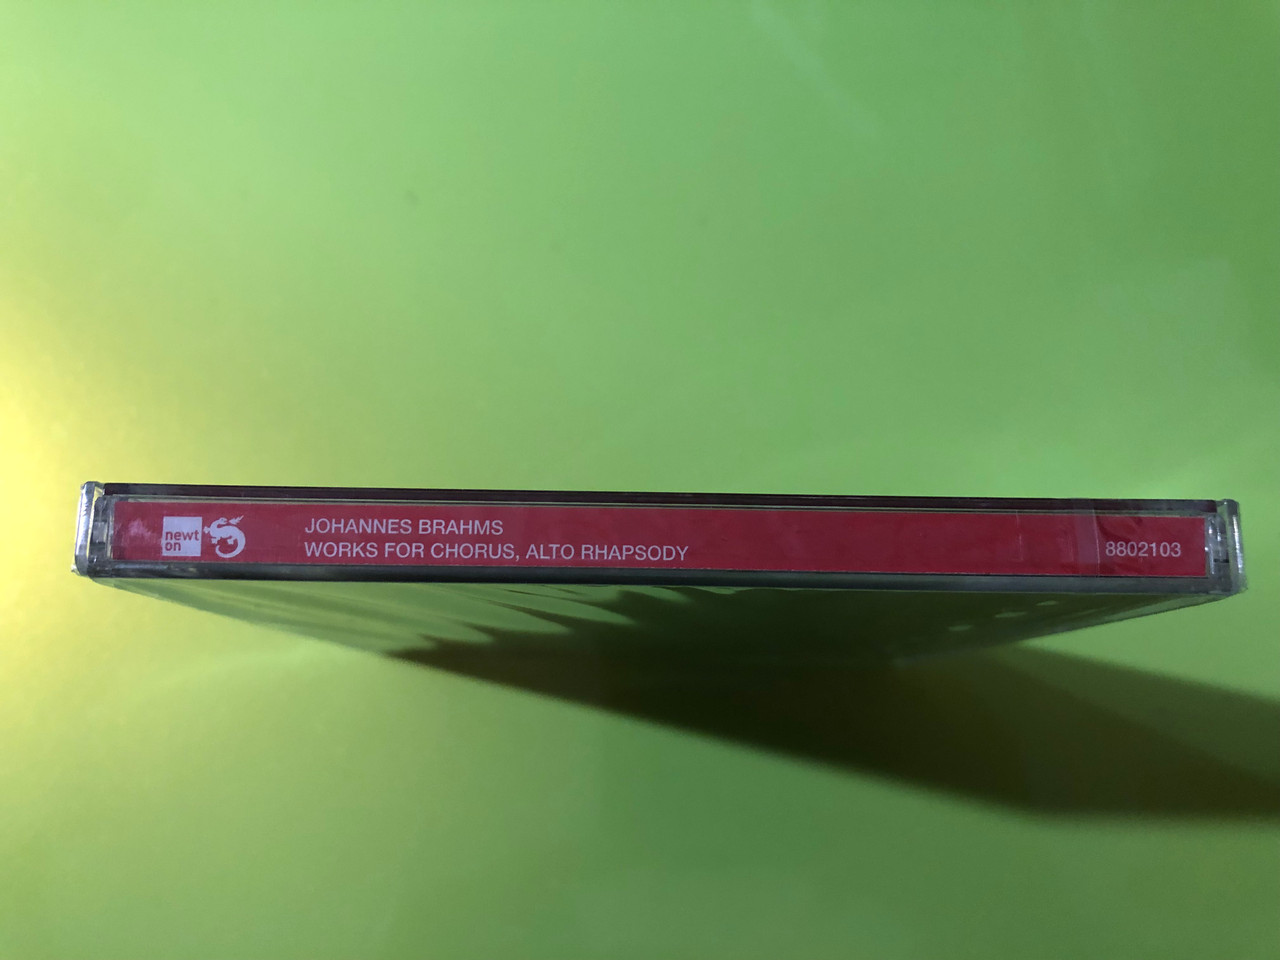 newt
on
JOHANNES BRAHMS
WORKS FOR CHORUS, ALTO RHAPSODY
8802103